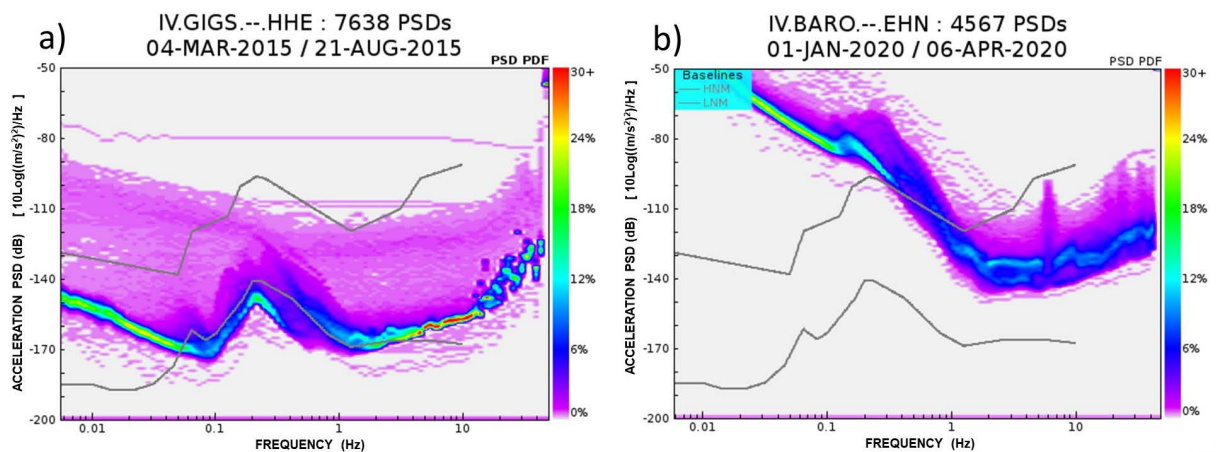 a)
IV.GIGS.--.HHE : 7638 PSDs
04-MAR-2015 / 21-AUG-2015
PSD PDF
ACCELERATION PSD (dB) [ 10Log((m/s²)²)/Hz ]
-50
-80
-110
-140
-170
-200
0.01
0.1
1
10
FREQUENCY (Hz)
30+
24%
18%
12%
6%
0%
b)
IV.BARO.--.EHN : 4567 PSDs
01-JAN-2020 / 06-APR-2020
PSD PDF
Baselines
HNM
LNM
ACCELERATION PSD (dB) [ 10Log((m/s²)²)/Hz ]
-50
-80
-110
-140
-170
-200
0.01
0.1
1
10
FREQUENCY (Hz)
30+
24%
18%
12%
6%
0%